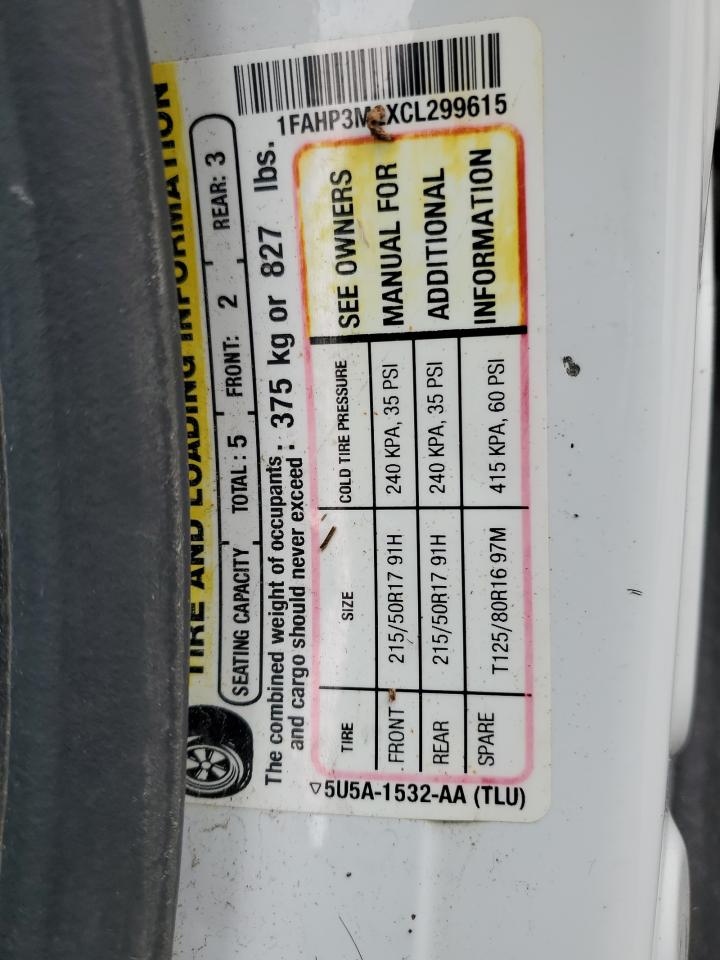 TIRE AND LOADING INFORMATION
SEATING CAPACITY TOTAL : 5 FRONT: 2 REAR: 3
The combined weight of occupants
and cargo should never exceed : 375 kg or 827 lbs.
TIRE SIZE COLD TIRE PRESSURE
FRONT 215/50R17 91H 240 KPA, 35 PSI
REAR 215/50R17 91H 240 KPA, 35 PSI
SPARE T125/80R16 97M 415 KPA, 60 PSI
SEE OWNERS
MANUAL FOR
ADDITIONAL
INFORMATION
5U5A-1532-AA (TLU)